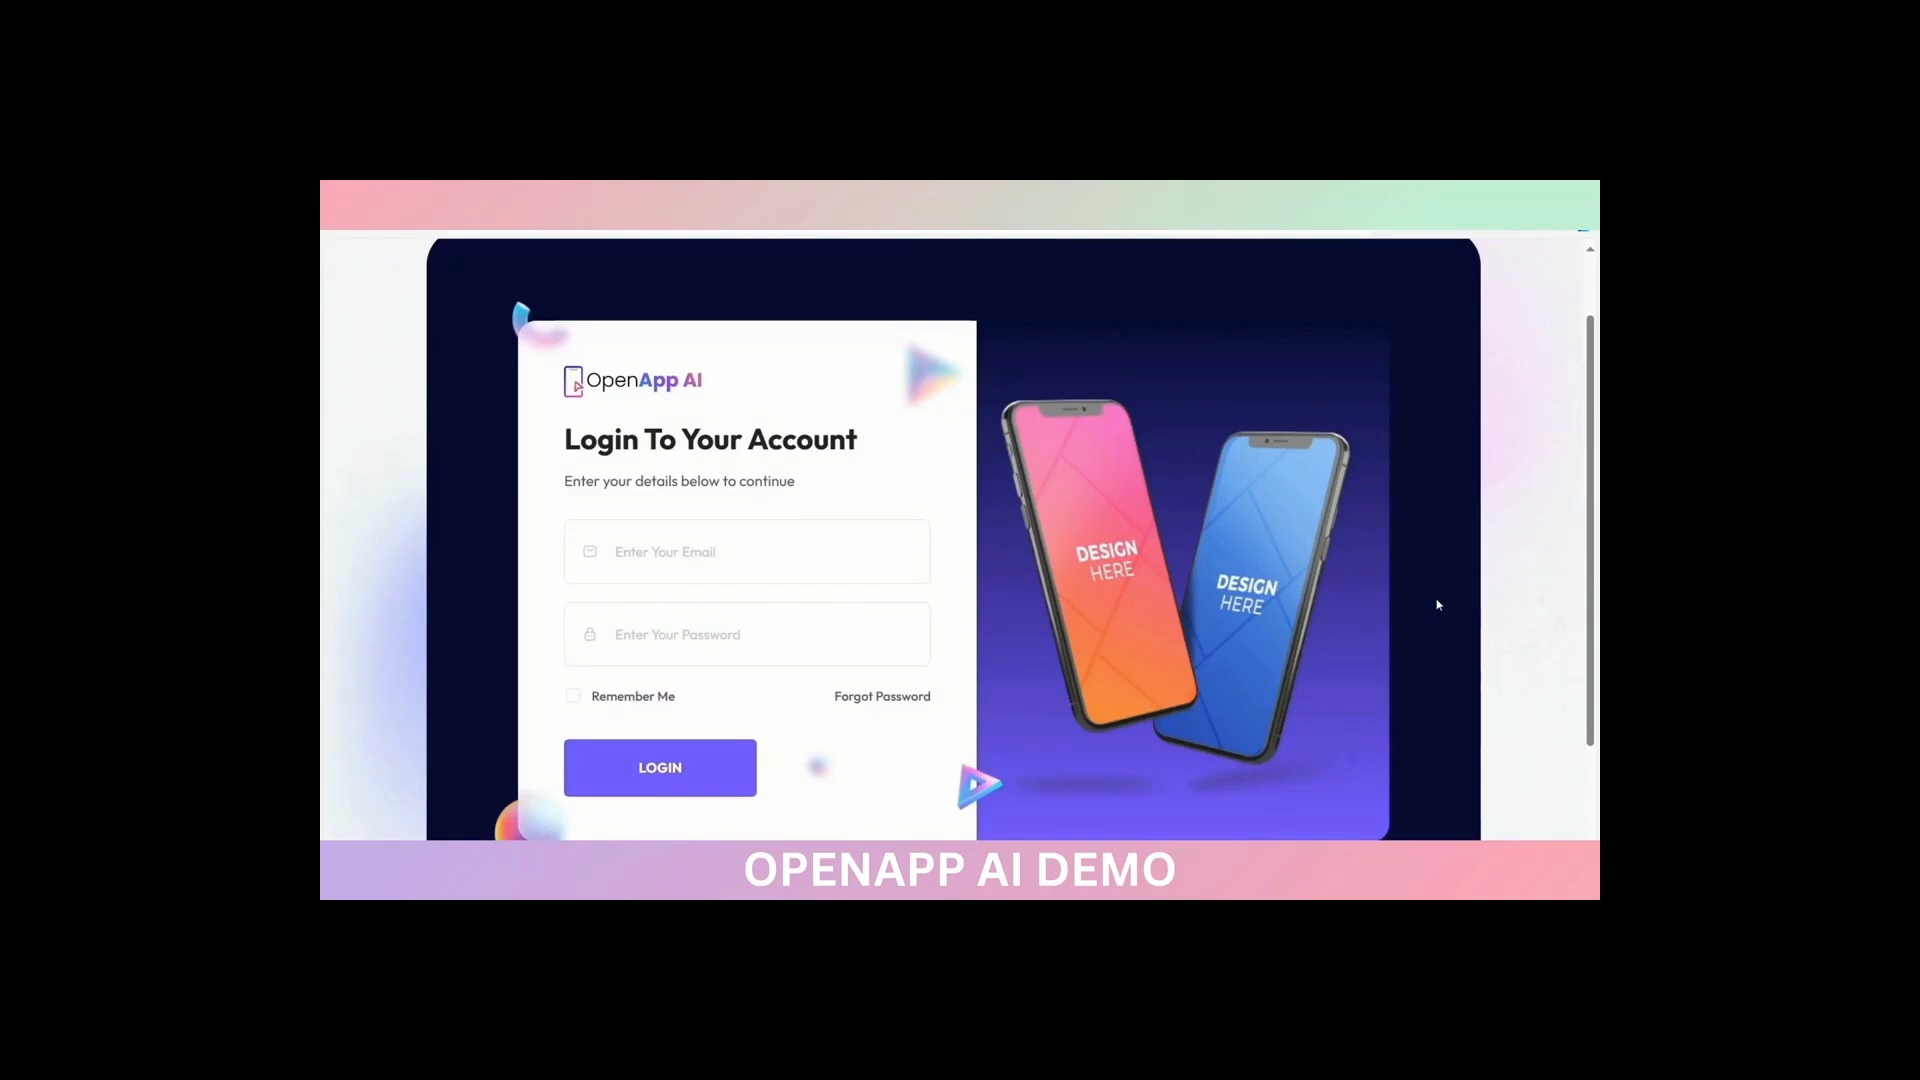 OpenApp AI
Login To Your Account
Enter your details below to continue
Enter Your Email
Enter Your Password
Remember Me
Forgot Password
LOGIN
DESIGN
HERE
DESIGN
HERE
OPENAPP AI DEMO